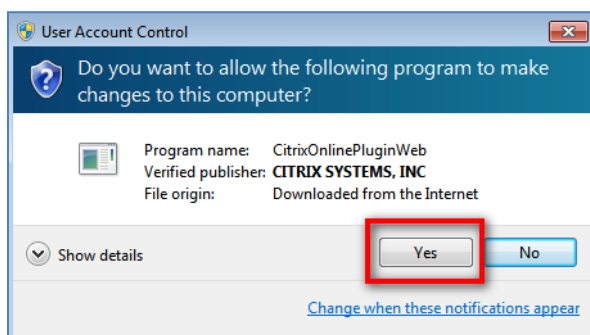 User Account Control
Do you want to allow the following program to make
changes to this computer?
Program name: CitrixOnlinePluginWeb
Verified publisher: CITRIX SYSTEMS, INC
File origin: Downloaded from the Internet
Show details
Yes
No
Change when these notifications appear